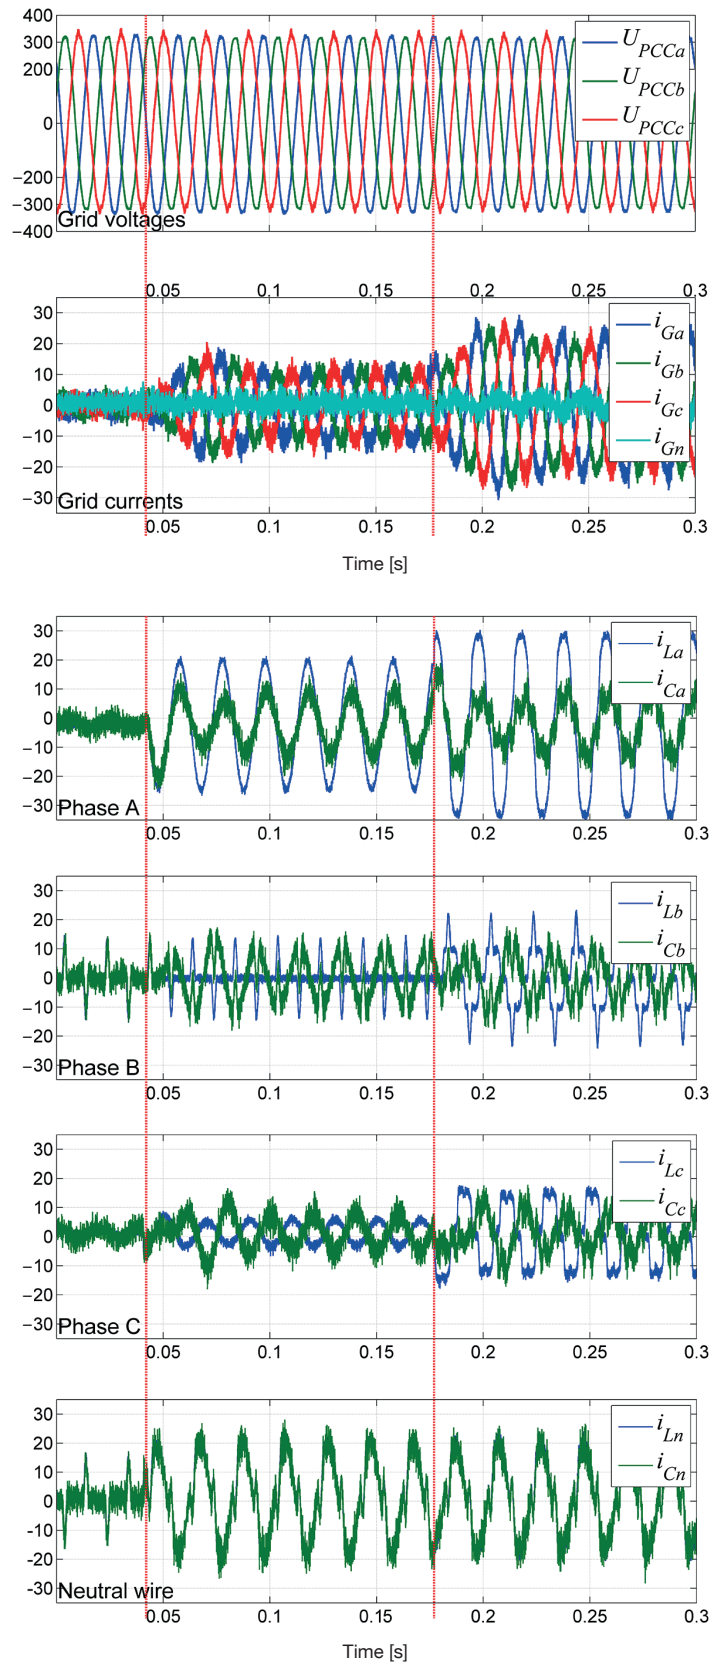 400
300
200
0
−200
−300
−400
U_PCCa
U_PCCb
U_PCCc
Grid voltages
0.05 0.1 0.15 0.2 0.25 0.3
30
20
10
0
−10
−20
−30
i_Ga
i_Gb
i_Gc
i_Gn
Grid currents
0.05 0.1 0.15 0.2 0.25 0.3
Time [s]
30
20
10
0
−10
−20
−30
i_La
i_Ca
Phase A
0.05 0.1 0.15 0.2 0.25 0.3
30
20
10
0
−10
−20
−30
i_Lb
i_Cb
Phase B
0.05 0.1 0.15 0.2 0.25 0.3
30
20
10
0
−10
−20
−30
i_Lc
i_Cc
Phase C
0.05 0.1 0.15 0.2 0.25 0.3
30
20
10
0
−10
−20
-30
i_Ln
i_Cn
Neutral wire
0.05 0.1 0.15 0.2 0.25 0.3
Time [s]